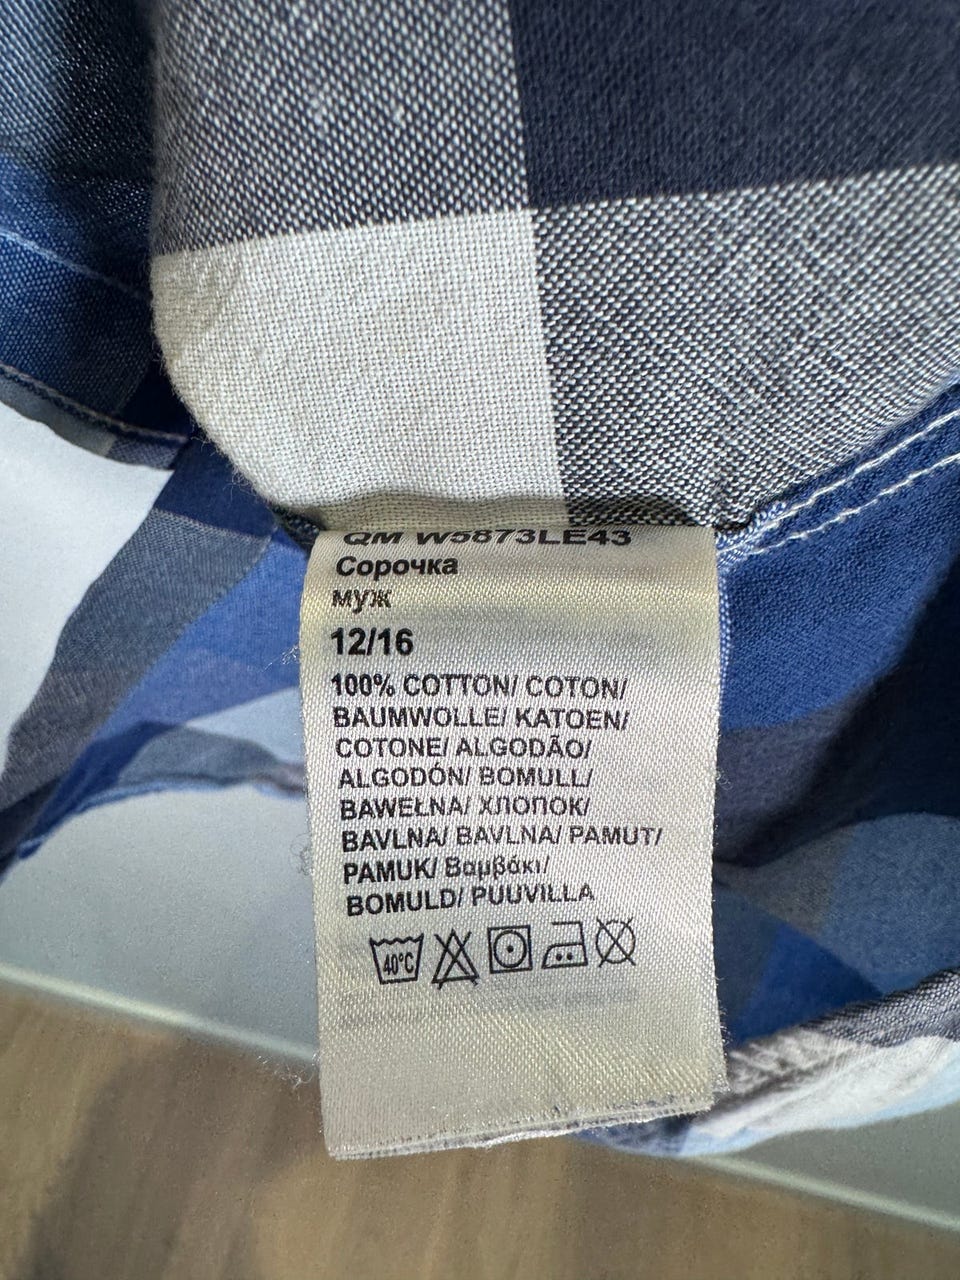 QM W5873LE43
Сорочка
муж
12/16
100% COTTON/ COTON/
BAUMWOLLE/ KATOEN/
COTONE/ ALGODÃO/
ALGODÓN/ BOMULL/
BAWEŁNA/ ХЛОПОК/
BAVLNA/ BAVLNA/ PAMUT/
PAMUK/ Βαμβάκι/
BOMULD/ PUUVILLA
40°C